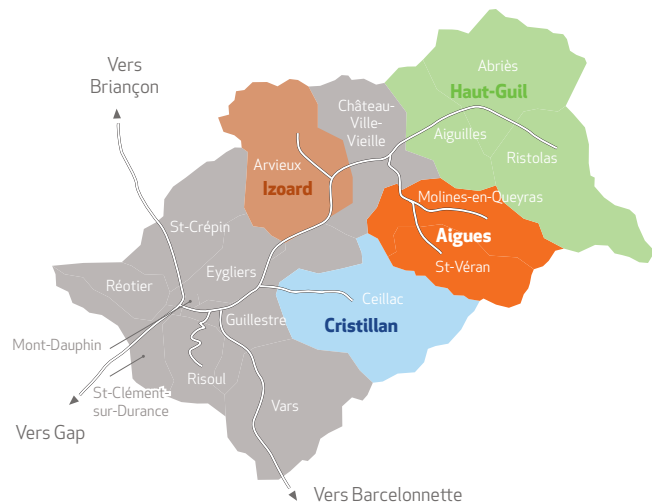 Vers
Briançon
Abriès
Haut-Guil
Château-
Ville-
Vieille
Aiguilles
Ristolas
Arvieux
Izoard
Molines-en-Queyras
St-Crépin
Aigues
St-Véran
Eygliers
Réotier
Ceillac
Guillestre
Cristillan
Mont-Dauphin
Risoul
St-Clément-
sur-Durance
Vars
Vers Gap
Vers Barcelonnette